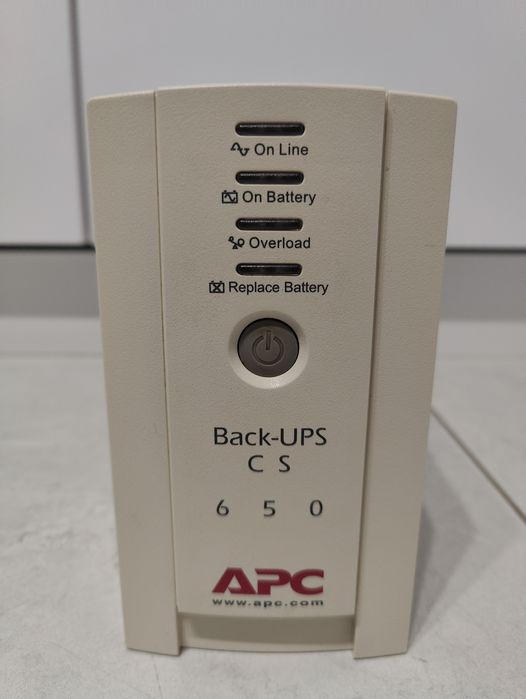 On Line
On Battery
Overload
Replace Battery
Back-UPS
C S
6 5 0
APC
www.apc.com